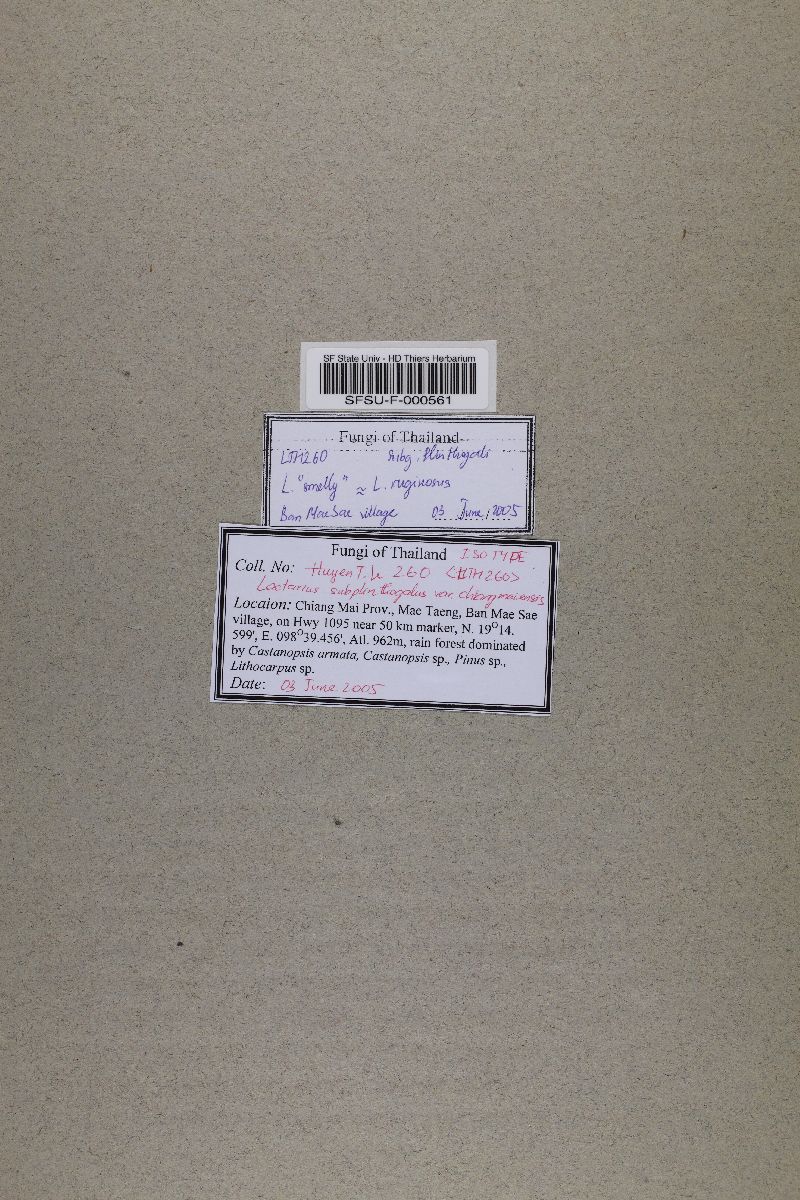 SF State Univ - HD Thiers Herbarium
SFSU-F-000561
Fungi of Thailand
LTH260 subg. Plinthogali
L. "smelly" ≈ L. ruginosus
Ban Mae Sae village 03 June, 2005
Fungi of Thailand ISOTYPE
Coll. No: Huyen T. Le 260 <LTH260>
Lactarius subplinthogalus var. chiangmaiensis
Locaion: Chiang Mai Prov., Mae Taeng, Ban Mae Sae
village, on Hwy 1095 near 50 km marker, N. 19°14.
599', E. 098°39.456', Atl. 962m, rain forest dominated
by Castanopsis armata, Castanopsis sp., Pinus sp.,
Lithocarpus sp.
Date: 03 June 2005